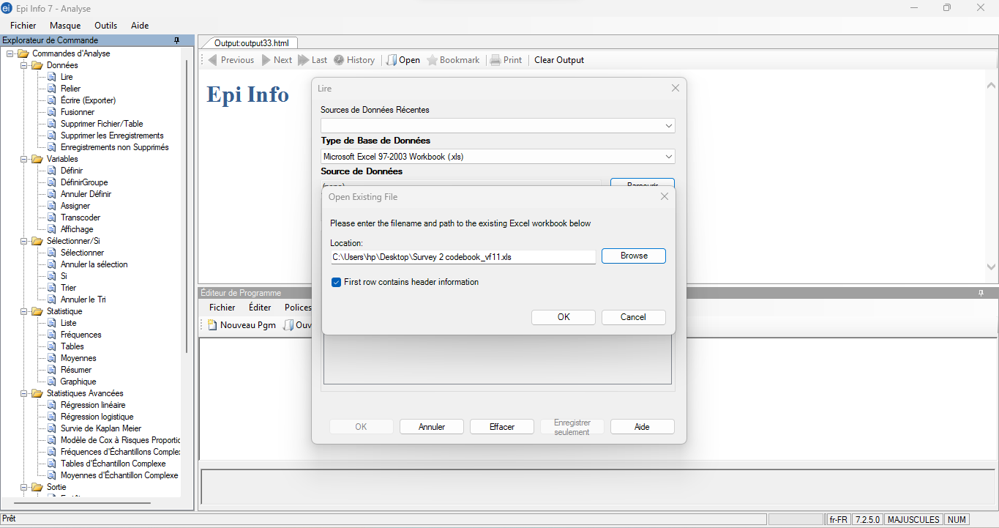 ei Epi Info 7 - Analyse
Fichier Masque Outils Aide
Explorateur de Commande
Commandes d'Analyse
Données
Lire
Relier
Écrire (Exporter)
Fusionner
Supprimer Fichier/Table
Supprimer les Enregistrements
Enregistrements non Supprimés
Variables
Définir
DéfinirGroupe
Annuler Définir
Assigner
Transcoder
Affichage
Sélectionner/Si
Sélectionner
Annuler la sélection
Si
Trier
Annuler le Tri
Statistique
Liste
Fréquences
Tables
Moyennes
Résumer
Graphique
Statistiques Avancées
Régression linéaire
Régression logistique
Survie de Kaplan Meier
Modèle de Cox à Risques Proportic
Fréquences d'Échantillons Comple
Tables d'Échantillon Complexe
Moyennes d'Échantillon Complexe
Sortie
Output:output33.html
Previous Next Last History Open Bookmark Print Clear Output
Epi Info
Lire
Sources de Données Récentes
Type de Base de Données
Microsoft Excel 97-2003 Workbook (.xls)
Source de Données
(none)
Parcourir
Open Existing File
Please enter the filename and path to the existing Excel workbook below
Location:
C:\Users\hp\Desktop\Survey 2 codebook_vf11.xls
Browse
First row contains header information
OK Cancel
OK Annuler Effacer Enregistrer seulement Aide
Éditeur de Programme
Fichier Éditer Polices
Nouveau Pgm Ouv
Prêt
fr-FR 7.2.5.0 MAJUSCULES NUM